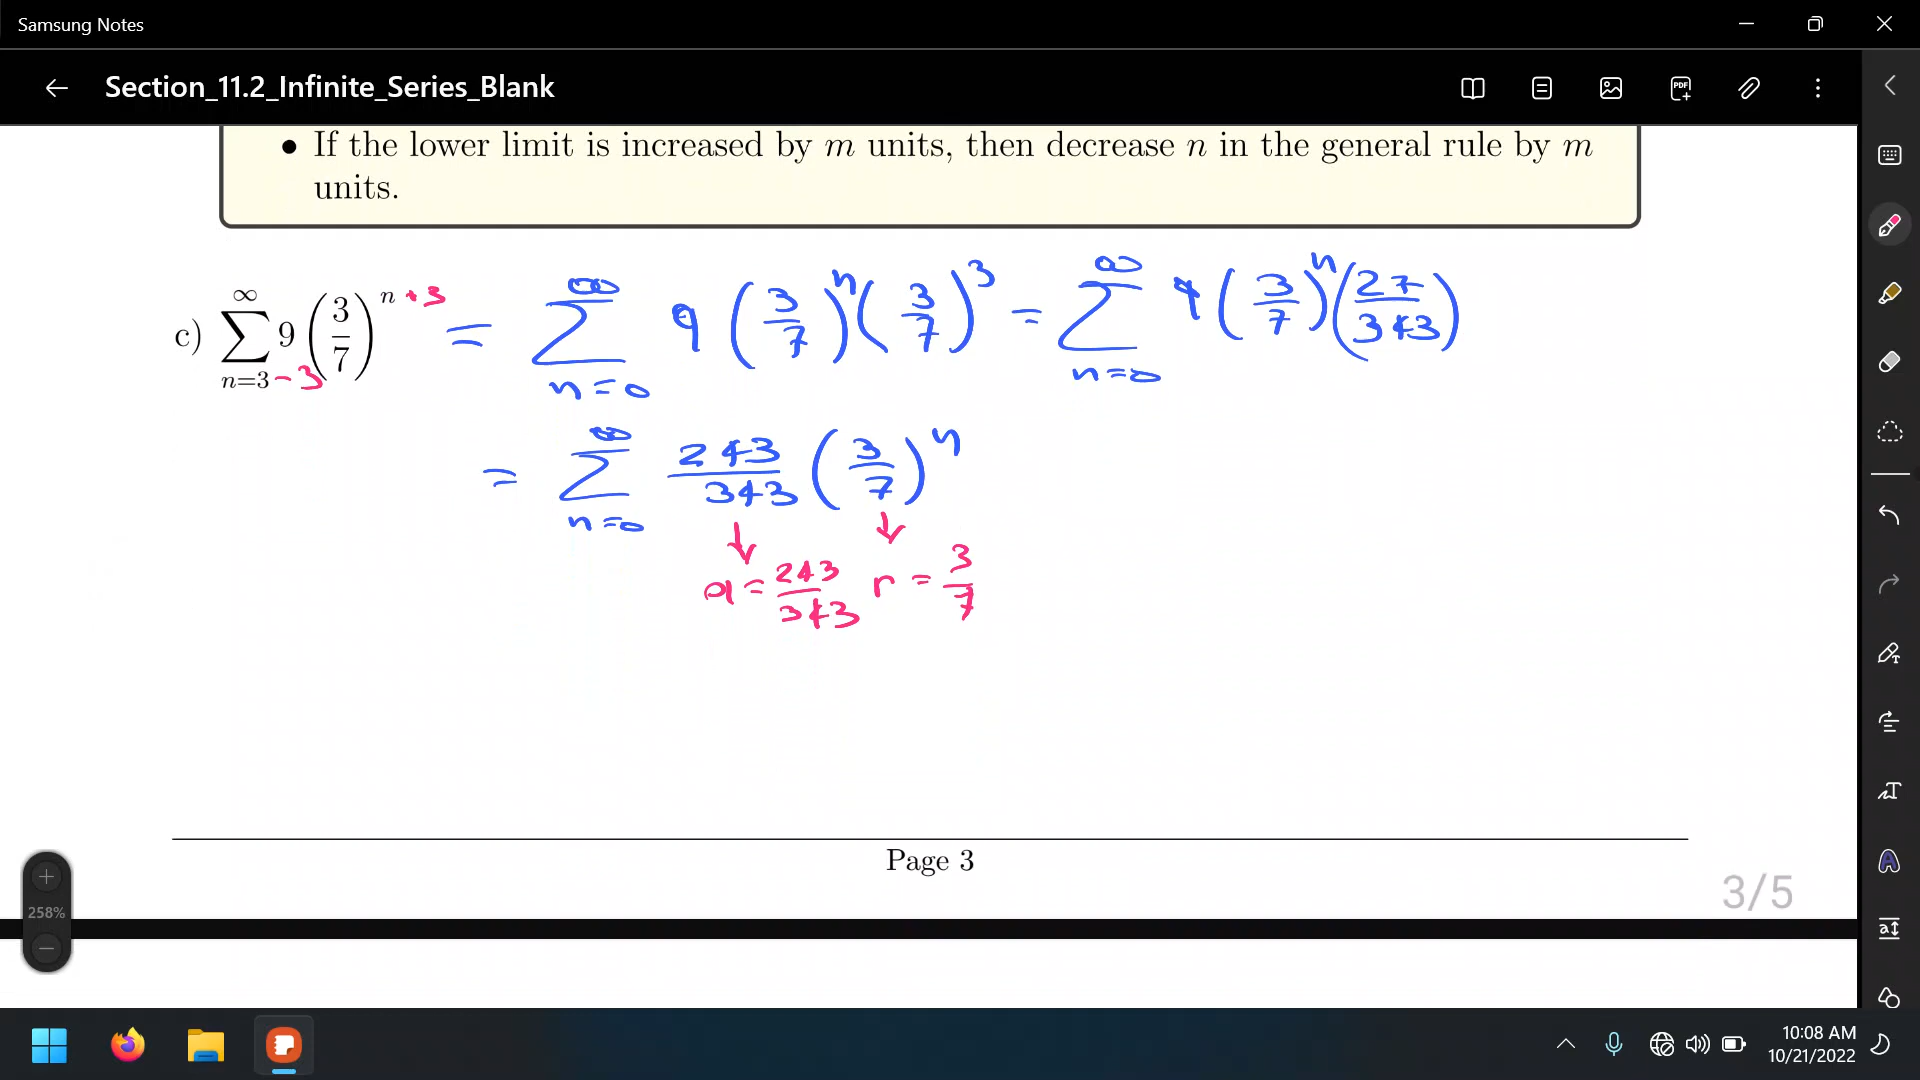 Samsung Notes
Section_11.2_Infinite_Series_Blank
• If the lower limit is increased by m units, then decrease n in the general rule by m
units.
c) ∑_{n=3 - 3}^{∞} 9 (3/7)^{n + 3} = ∑_{n=0}^{∞} 9 (3/7)^n (3/7)^3 = ∑_{n=0}^{∞} 9 (3/7)^n (27/343)
= ∑_{n=0}^{∞} 243/343 (3/7)^n
↓ ↓
a = 243/343 r = 3/7
Page 3
3/5
258%
10:08 AM
10/21/2022